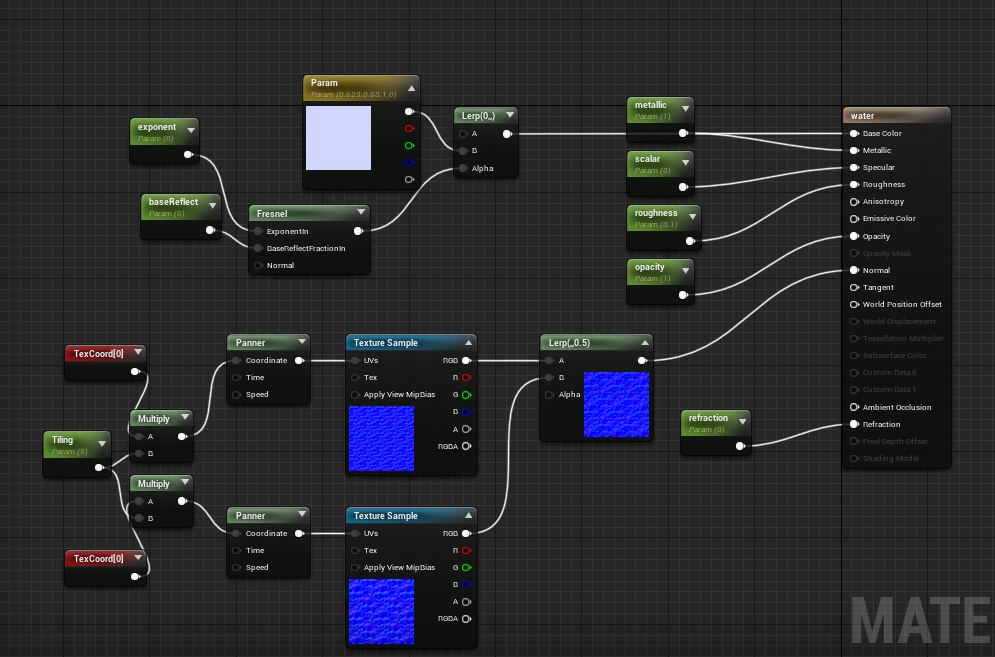 Param
Param (0.629,0.68,1,0)
exponent
Param (0)
Lerp(0,,)
A
B
Alpha
baseReflect
Param (0)
Fresnel
ExponentIn
BaseReflectFractionIn
Normal
metallic
Param (1)
scalar
Param (0)
roughness
Param (0.1)
opacity
Param (1)
water
Base Color
Metallic
Specular
Roughness
Anisotropy
Emissive Color
Opacity
Opacity Mask
Normal
Tangent
World Position Offset
World Displacement
Tessellation Multiplier
Subsurface Color
Custom Data 0
Custom Data 1
Ambient Occlusion
Refraction
Pixel Depth Offset
Shading Model
TexCoord[0]
Panner
Coordinate
Time
Speed
Texture Sample
UVs RGB
Tex R
Apply View MipBias G
B
A
RGBA
Lerp(,,0.5)
A
B
Alpha
Tiling
Param (5)
Multiply
A
B
Multiply
A
B
refraction
Param (0)
TexCoord[0]
Panner
Coordinate
Time
Speed
Texture Sample
UVs RGB
Tex R
Apply View MipBias G
B
A
RGBA
MATE